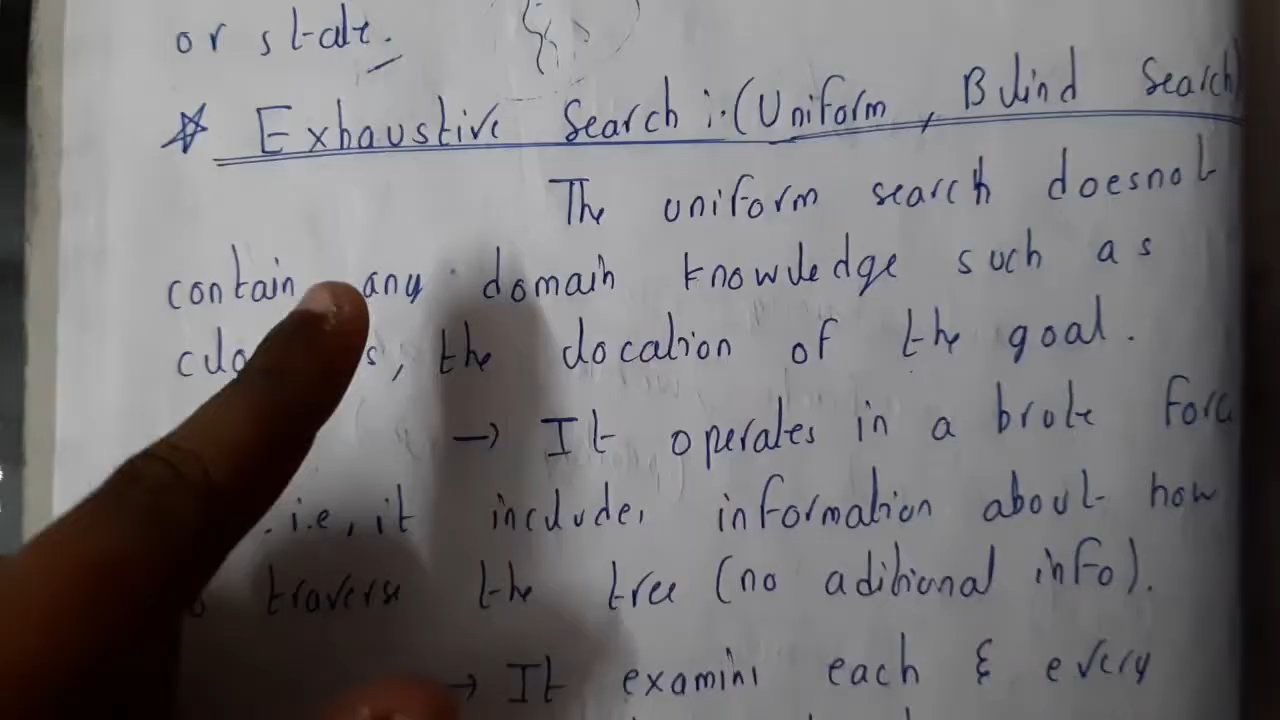 or state.
☆ Exhaustive Search :- (Uniform, Blind Search)
The uniform search doesnot
contain any domain knowledge such as
the location of the goal.
→ It operates in a brute Forc
i.e, it includes information about how
traverse the tree (no aditional info).
→ It examins each & every